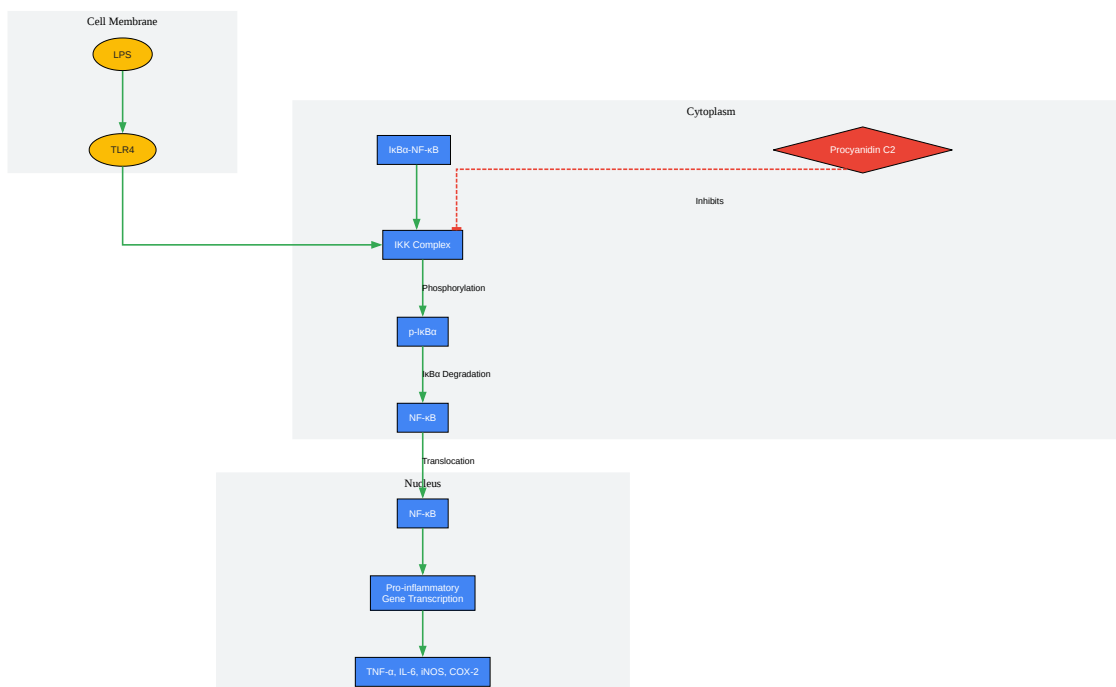 Cell Membrane
LPS
TLR4
Cytoplasm
IκBα-NF-κB
Procyanidin C2
Inhibits
IKK Complex
Phosphorylation
p-IκBα
IκBα Degradation
NF-κB
Translocation
Nucleus
NF-κB
Pro-inflammatory
Gene Transcription
TNF-α, IL-6, iNOS, COX-2